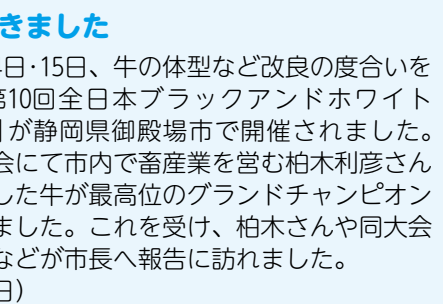 きました
日・15日、牛の体型など改良の度合いを
第10回全日本ブラックアンドホワイト
が静岡県御殿場市で開催されました。
会にて市内で畜産業を営む柏木利彦さん
した牛が最高位のグランドチャンピオン
ました。これを受け、柏木さんや同大会
などが市長へ報告に訪れました。
日）